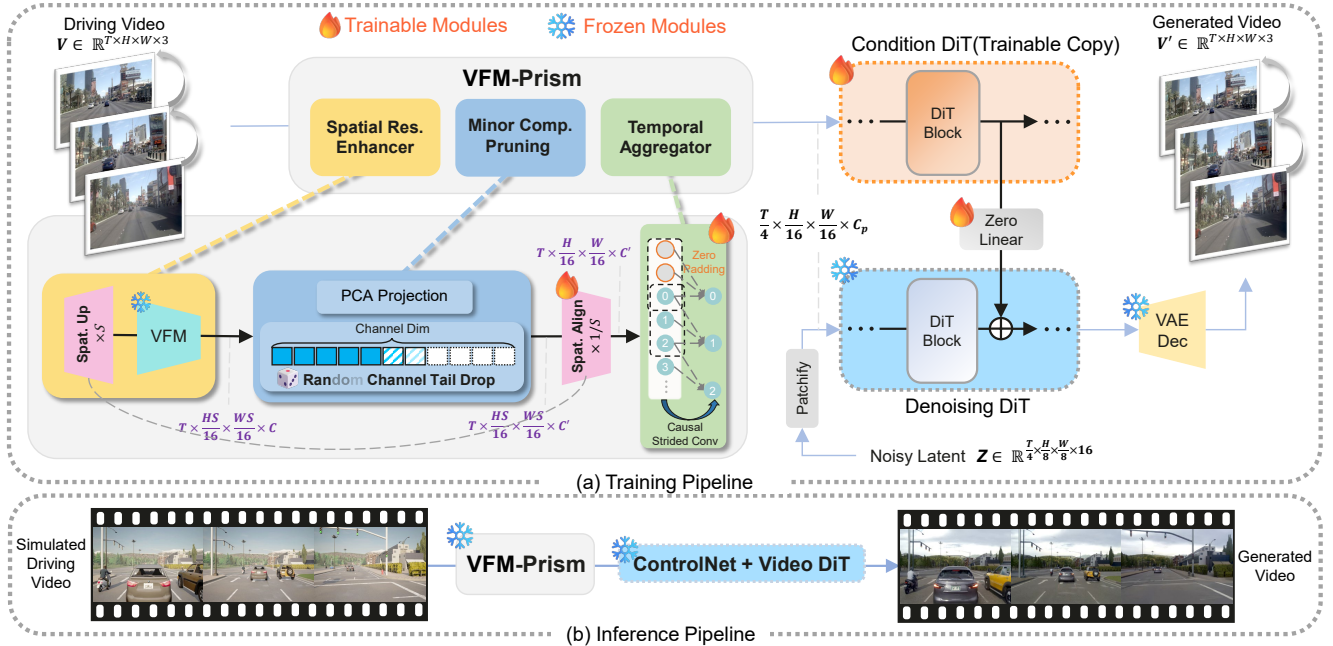 Driving Video
V ∈ ℝ^{T×H×W×3}
Trainable Modules
Frozen Modules
Generated Video
V′ ∈ ℝ^{T×H×W×3}
VFM-Prism
Spatial Res.
Enhancer
Minor Comp.
Pruning
Temporal
Aggregator
Condition DiT(Trainable Copy)
DiT
Block
Zero
Linear
T/4 × H/16 × W/16 × C_p
Spat. Up
×S
VFM
T × HS/16 × WS/16 × C
PCA Projection
Channel Dim
Random Channel Tail Drop
T × HS/16 × WS/16 × C′
Spat. Align
× 1/S
T × H/16 × W/16 × C′
Zero
Padding
0
1
2
3
0
1
2
Causal
Strided Conv
DiT
Block
Denoising DiT
Patchify
VAE
Dec
Noisy Latent Z ∈ ℝ^{T/4×H/8×W/8×16}
(a) Training Pipeline
Simulated
Driving
Video
VFM-Prism
ControlNet + Video DiT
Generated
Video
(b) Inference Pipeline